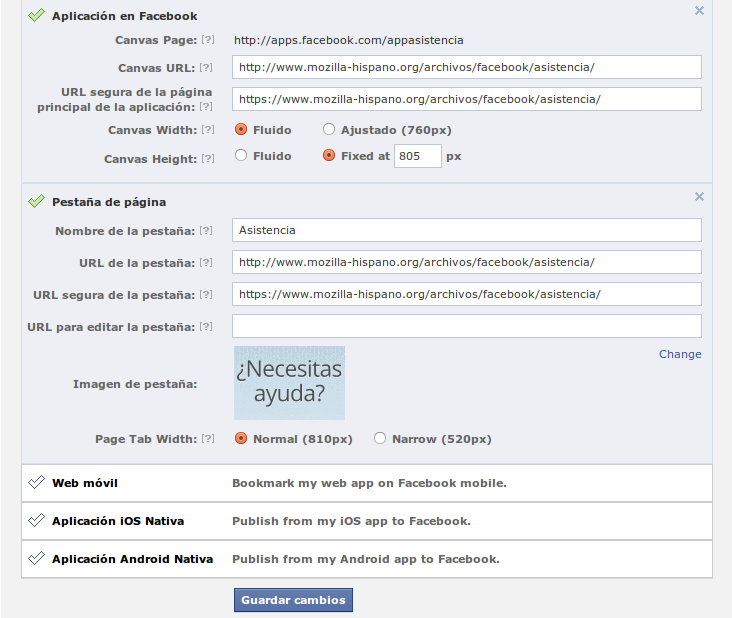 Aplicación en Facebook
Canvas Page: [?] http://apps.facebook.com/appasistencia
Canvas URL: [?] http://www.mozilla-hispano.org/archivos/facebook/asistencia/
URL segura de la página
principal de la aplicación: [?] https://www.mozilla-hispano.org/archivos/facebook/asistencia/
Canvas Width: [?] Fluido Ajustado (760px)
Canvas Height: [?] Fluido Fixed at 805 px
Pestaña de página
Nombre de la pestaña: [?] Asistencia
URL de la pestaña: [?] http://www.mozilla-hispano.org/archivos/facebook/asistencia/
URL segura de la pestaña: [?] https://www.mozilla-hispano.org/archivos/facebook/asistencia/
URL para editar la pestaña: [?]
Change
¿Necesitas
ayuda?
Imagen de pestaña:
Page Tab Width: [?] Normal (810px) Narrow (520px)
Web móvil Bookmark my web app on Facebook mobile.
Aplicación iOS Nativa Publish from my iOS app to Facebook.
Aplicación Android Nativa Publish from my Android app to Facebook.
Guardar cambios